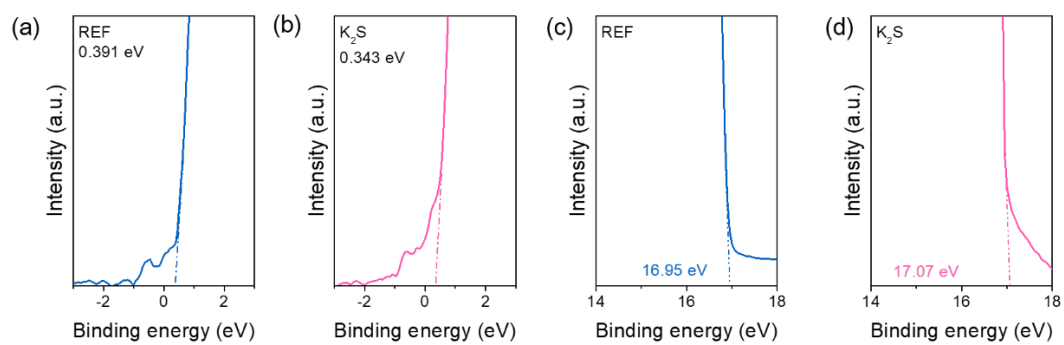 (a)
REF
0.391 eV
Intensity (a.u.)
-2
0
2
Binding energy (eV)
(b)
K₂S
0.343 eV
Intensity (a.u.)
-2
0
2
Binding energy (eV)
(c)
REF
16.95 eV
Intensity (a.u.)
14
16
18
Binding energy (eV)
(d)
K₂S
17.07 eV
Intensity (a.u.)
14
16
18
Binding energy (eV)